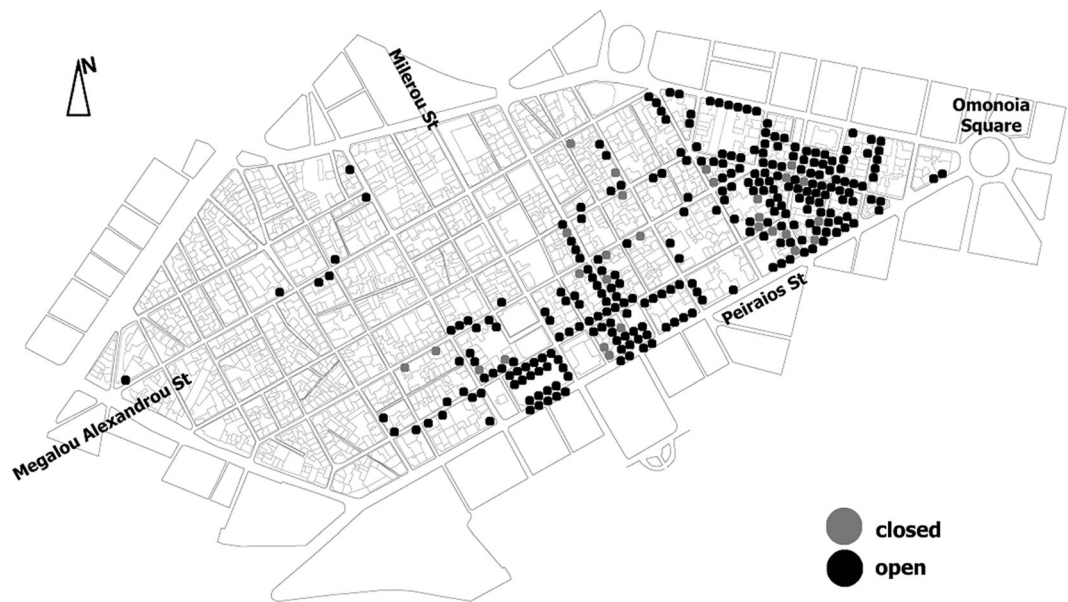 N
Milerou St
Omonoia
Square
Peiraios St
Megalou Alexandrou St
closed
open